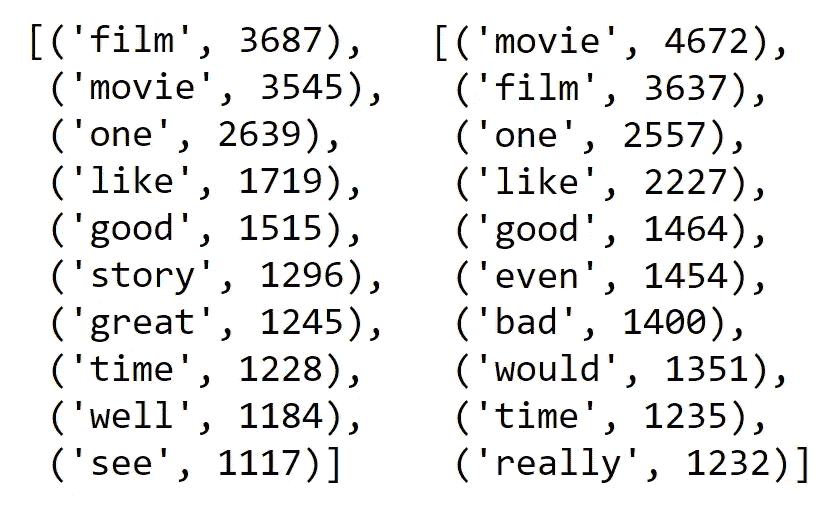 [('film', 3687),
('movie', 3545),
('one', 2639),
('like', 1719),
('good', 1515),
('story', 1296),
('great', 1245),
('time', 1228),
('well', 1184),
('see', 1117)]
[('movie', 4672),
('film', 3637),
('one', 2557),
('like', 2227),
('good', 1464),
('even', 1454),
('bad', 1400),
('would', 1351),
('time', 1235),
('really', 1232)]